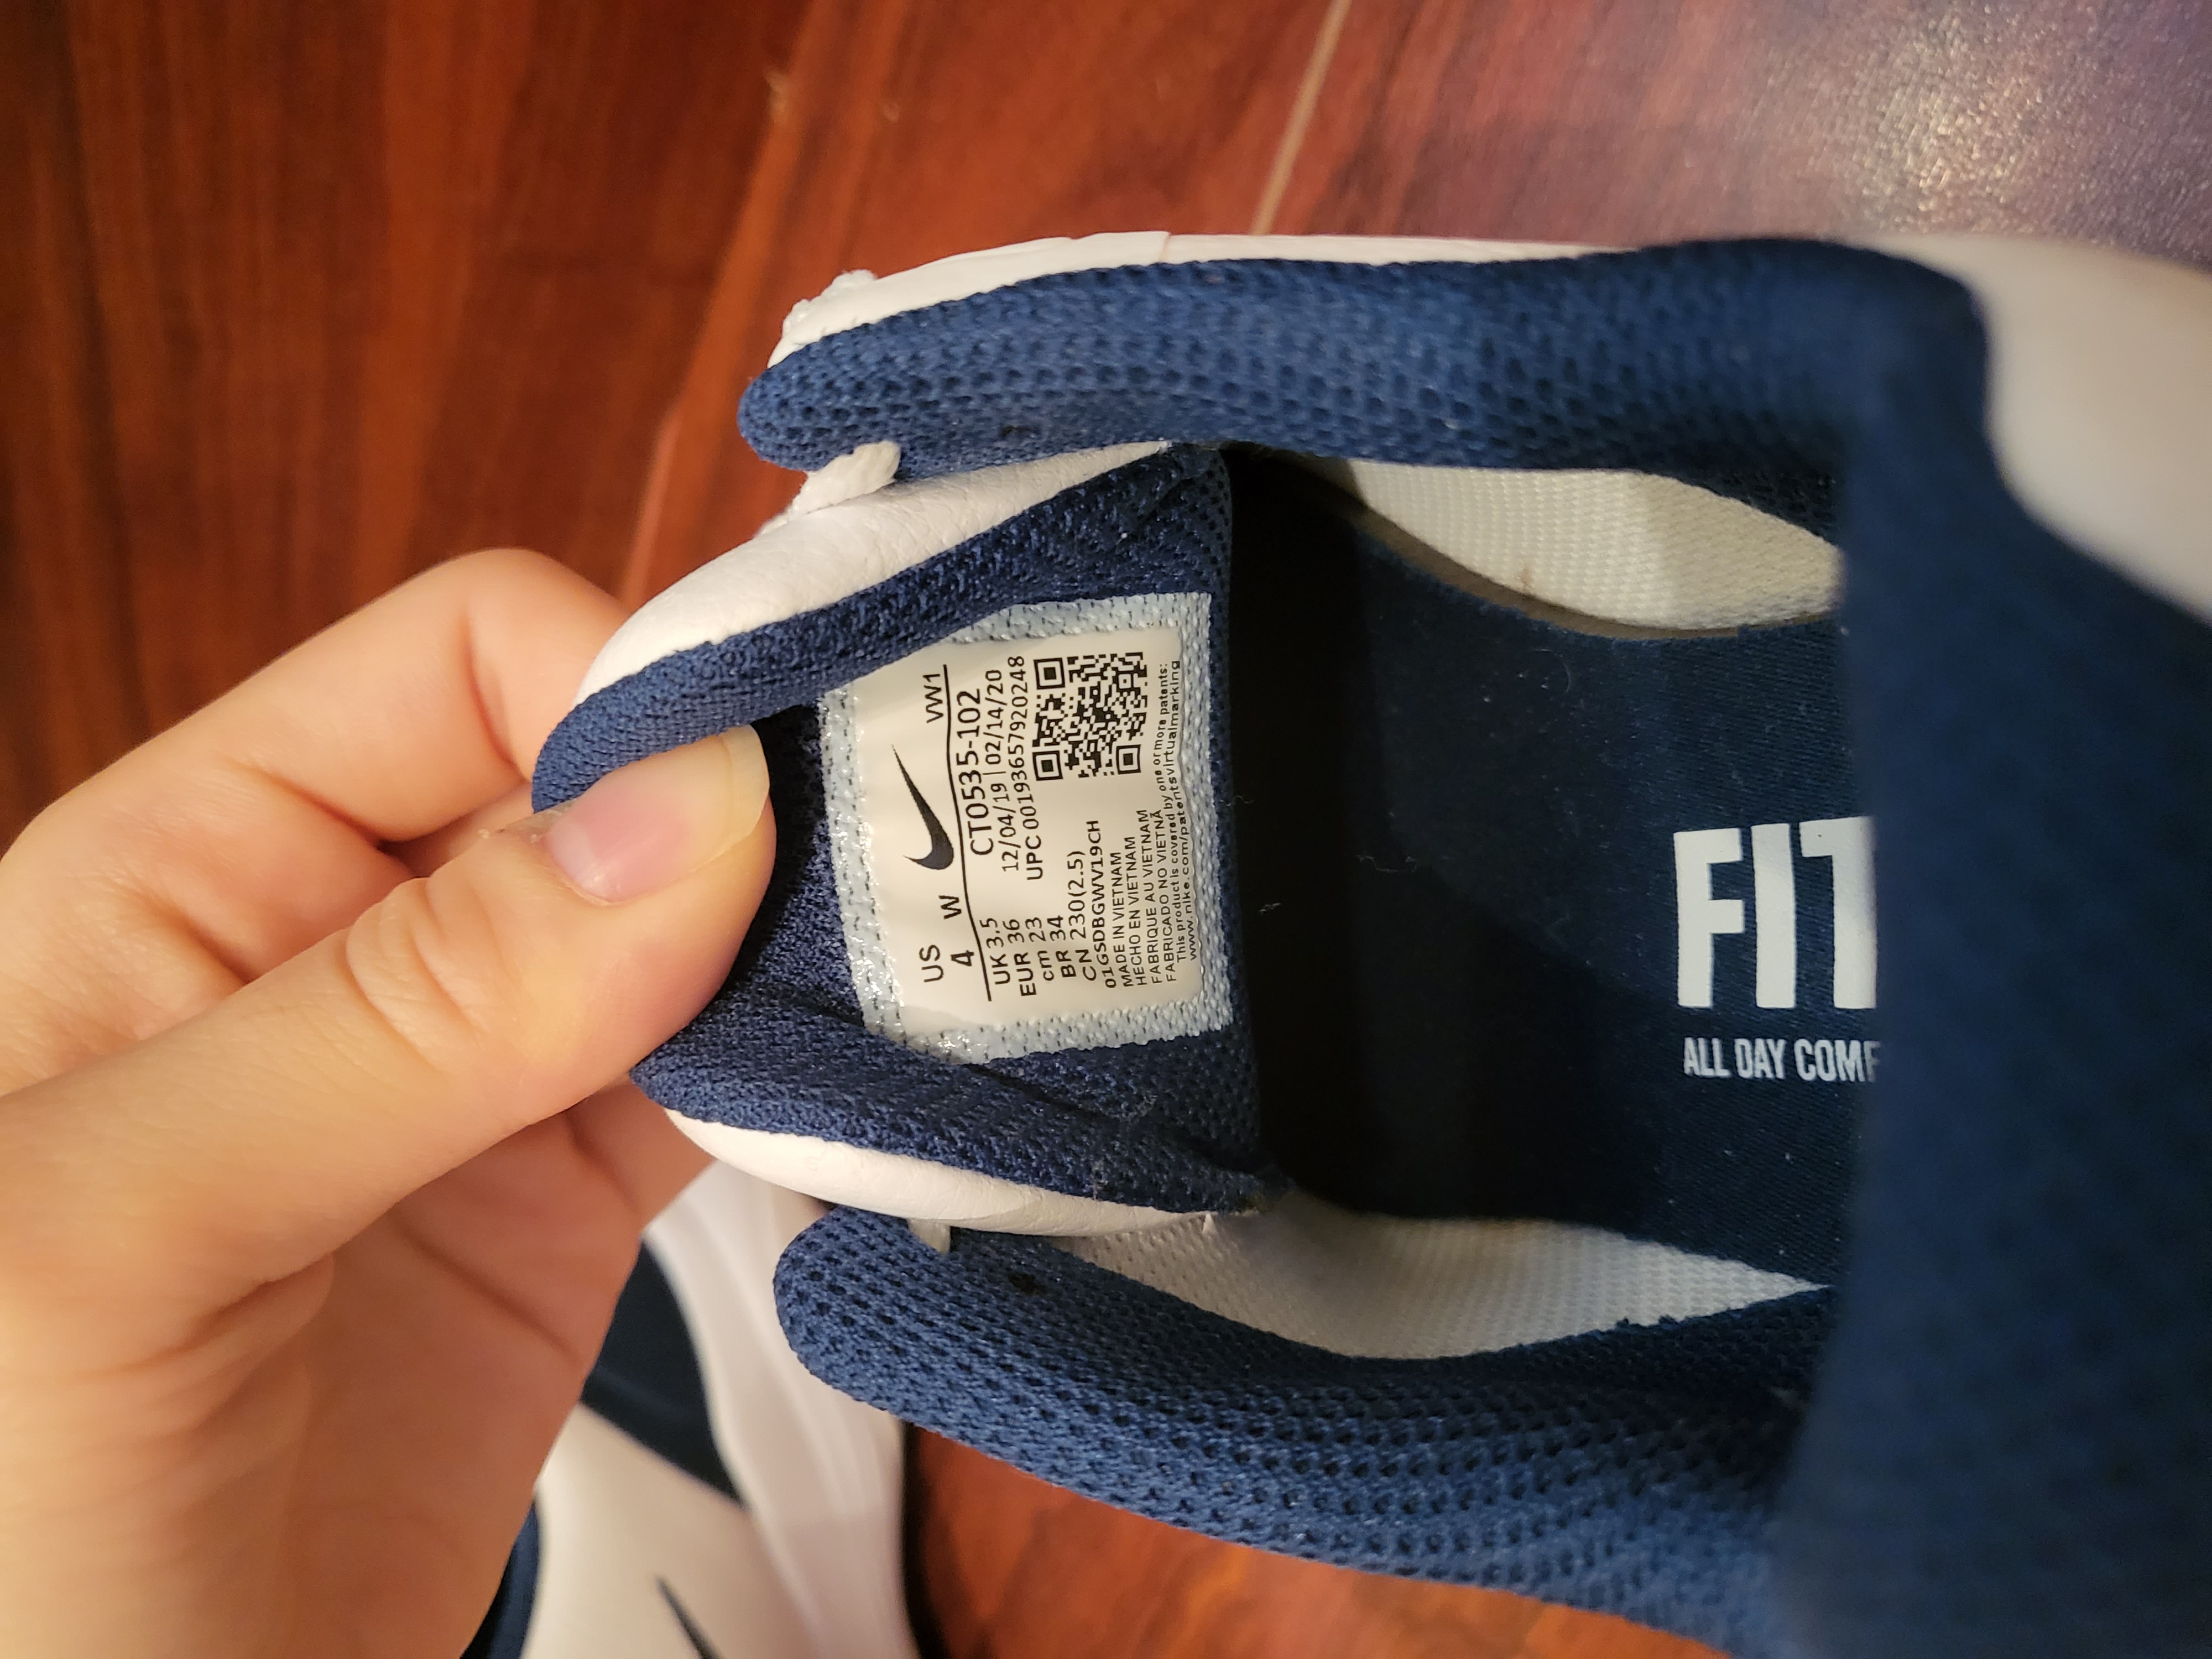 US
4 W VV1
UK 3.5 CT0535-102
EUR 36 12/04/19 | 02/14/20
cm 23 UPC 00193657920248
BR 34
CN 230(2.5)
01GSDBGWVV19CH
MADE IN VIETNAM
HECHO EN VIETNAM
FABRIQUE AU VIETNAM
FABRICADO NO VIETNÃ
This product is covered by one or more patents:
www.nike.com/patentsvirtualmarking
FIT
ALL DAY COMF